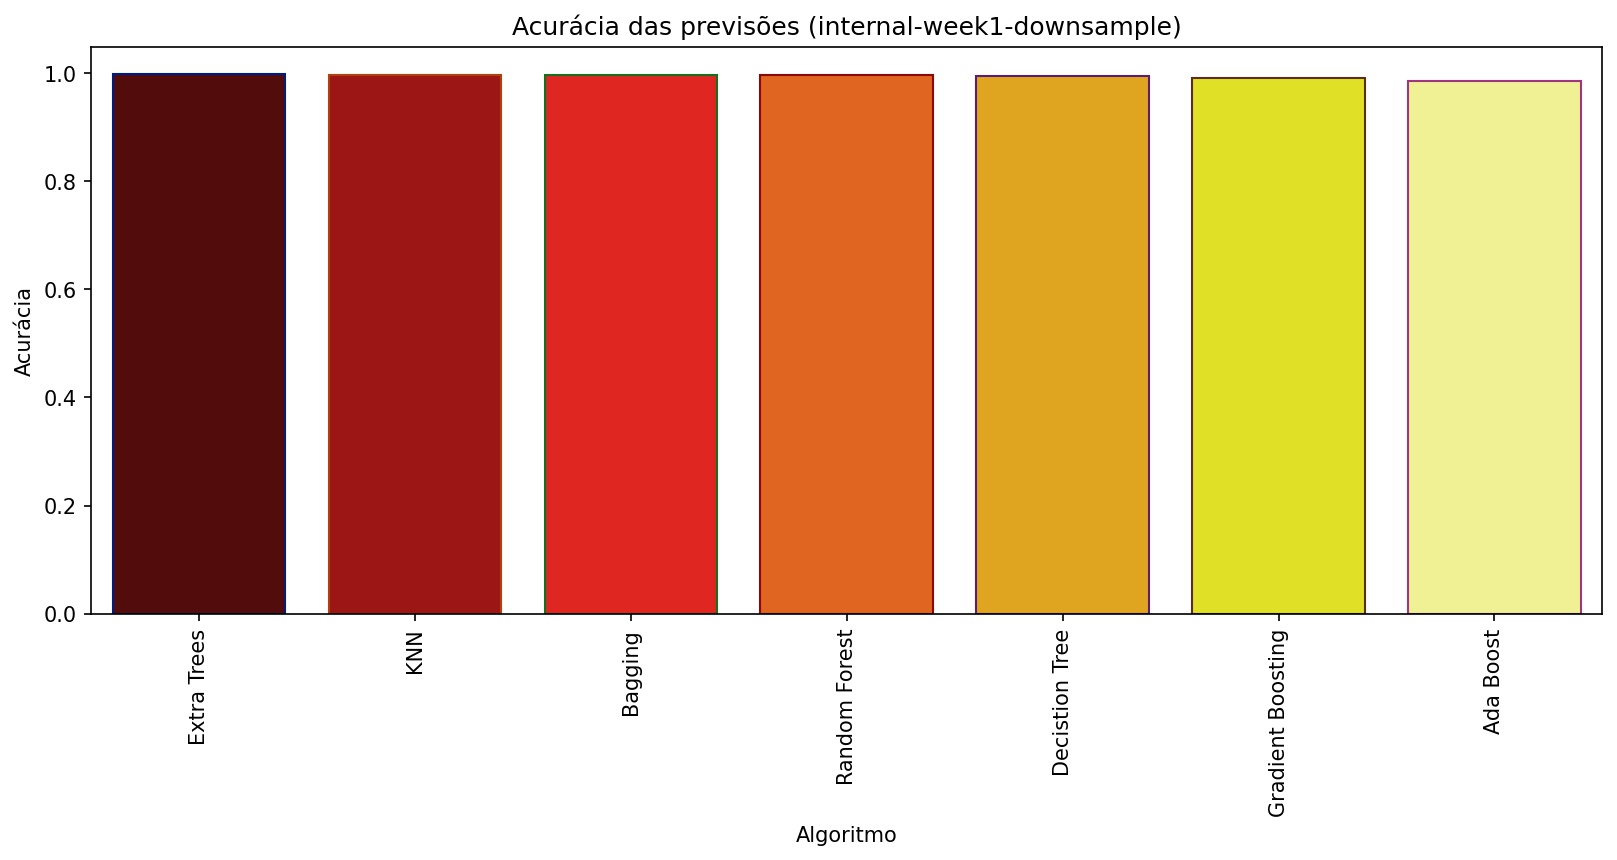 Acurácia das previsões (internal-week1-downsample)
Acurácia
1.0
0.8
0.6
0.4
0.2
0.0
Extra Trees
KNN
Bagging
Random Forest
Decistion Tree
Gradient Boosting
Ada Boost
Algoritmo